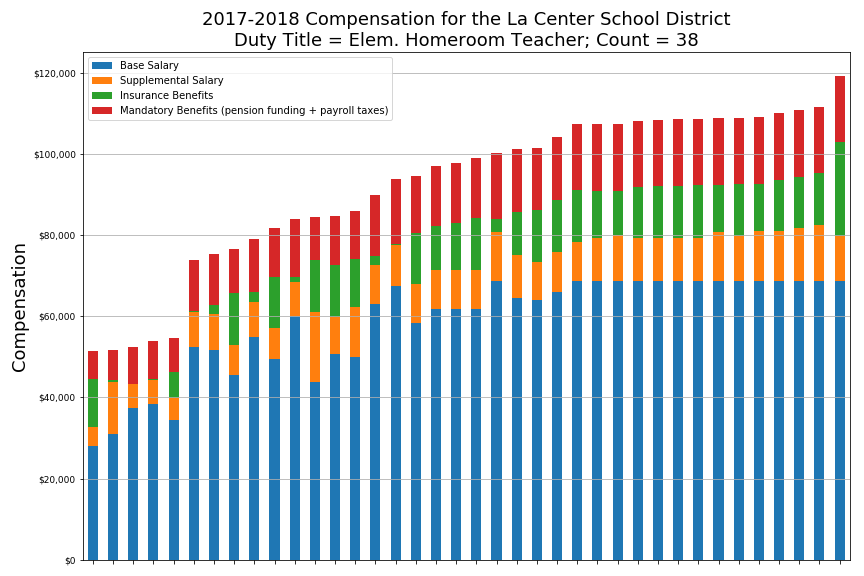 2017-2018 Compensation for the La Center School District
Duty Title = Elem. Homeroom Teacher; Count = 38
Base Salary
Supplemental Salary
Insurance Benefits
Mandatory Benefits (pension funding + payroll taxes)
Compensation
$120,000
$100,000
$80,000
$60,000
$40,000
$20,000
$0